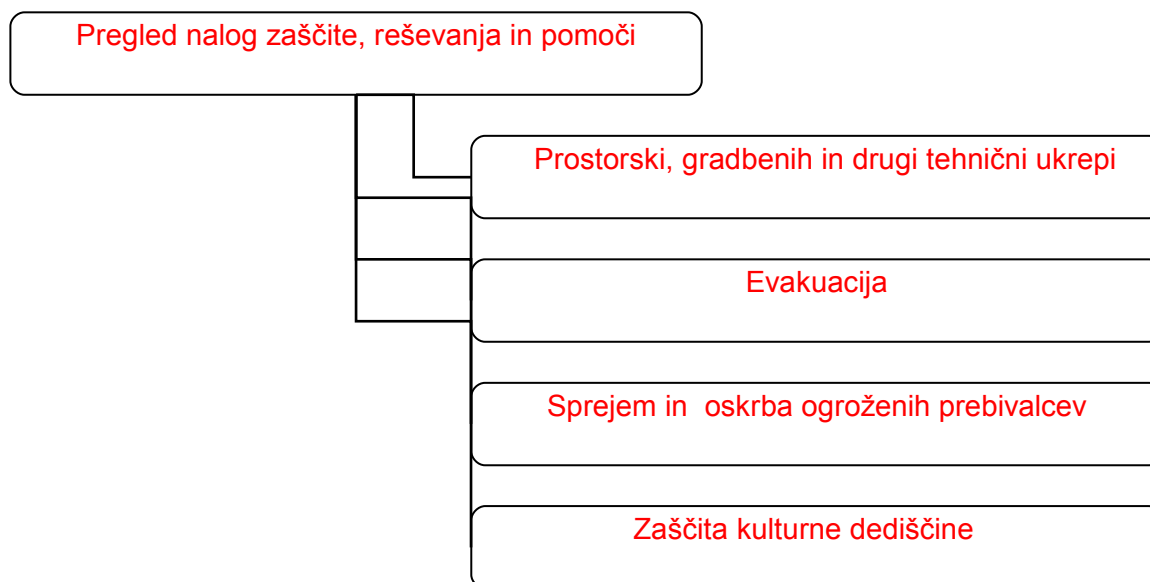 Pregled nalog zaščite, reševanja in pomoči
Prostorski, gradbenih in drugi tehnični ukrepi
Evakuacija
Sprejem in  oskrba ogroženih prebivalcev
Zaščita kulturne dediščine